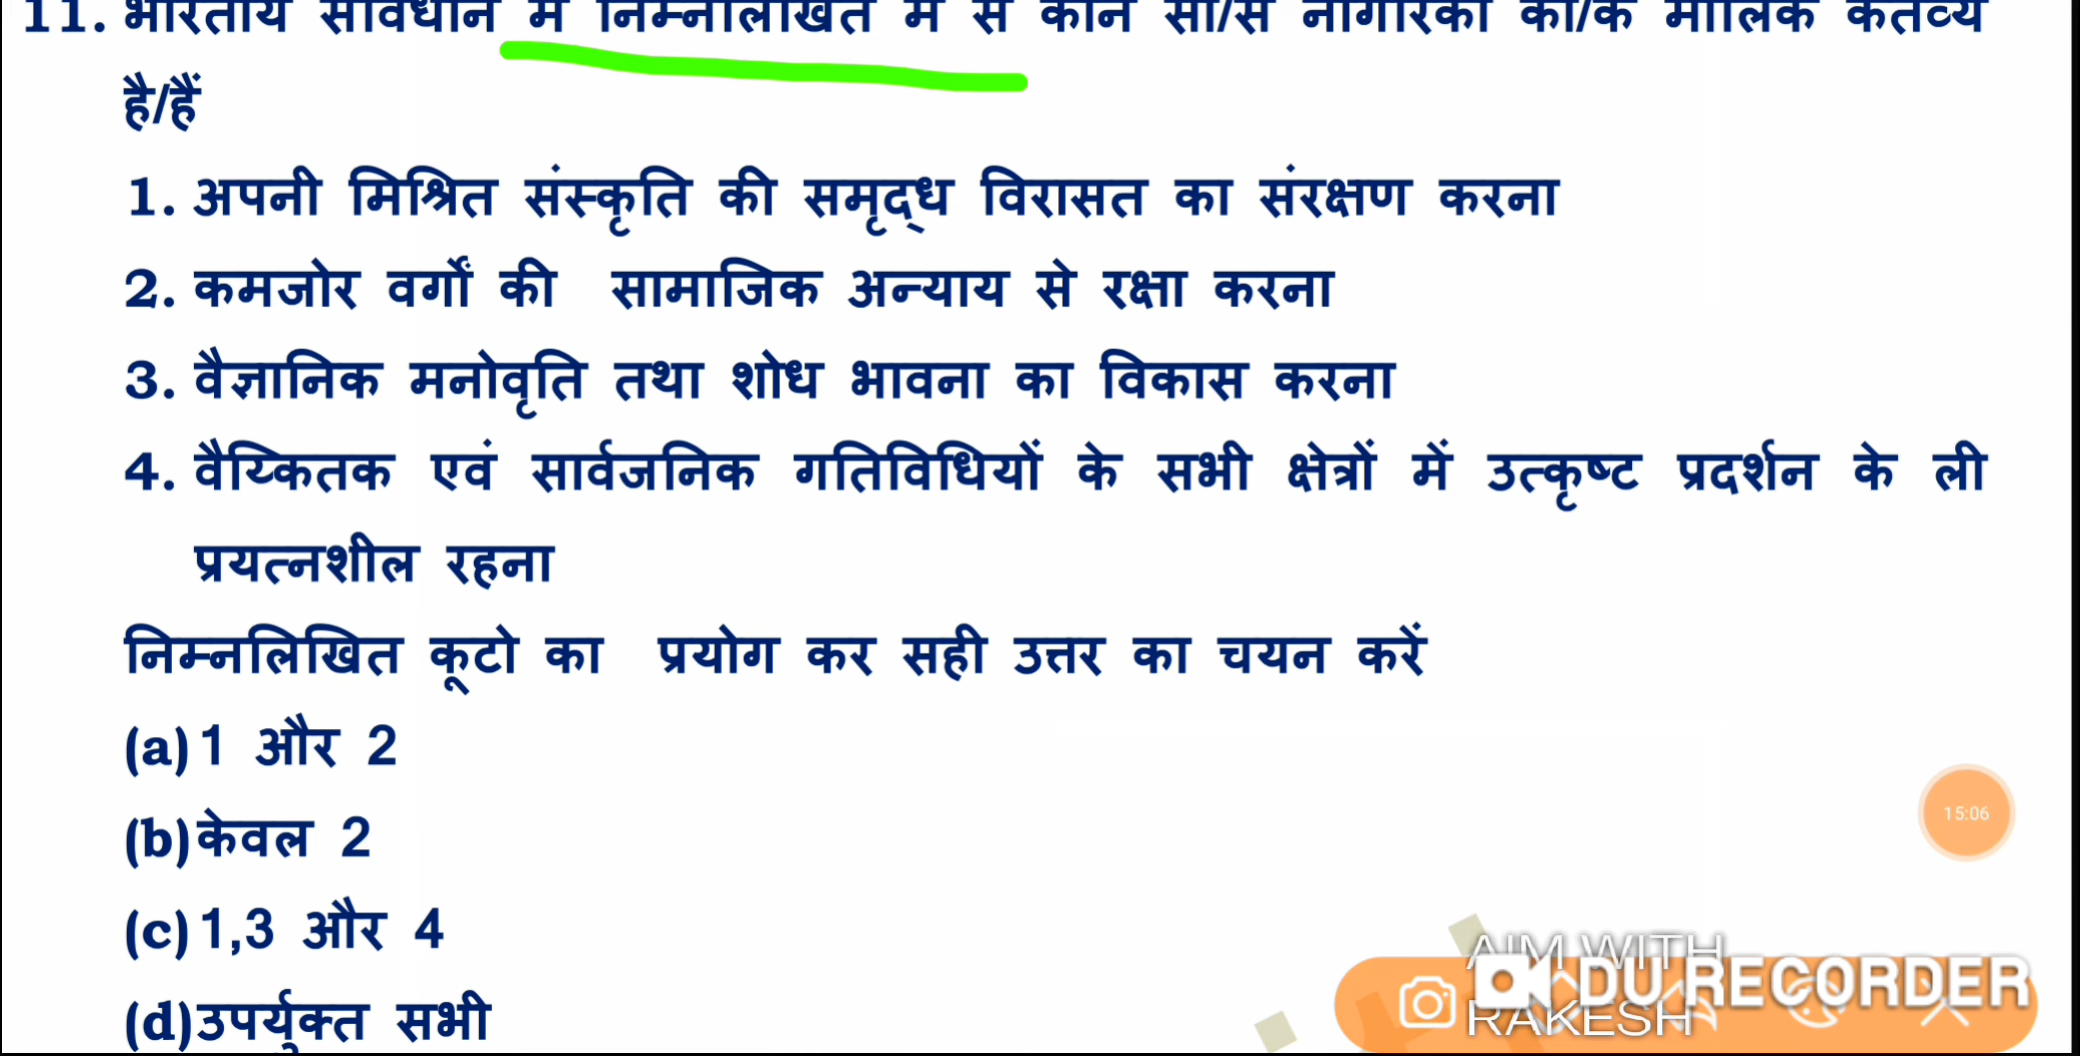 11. भारतीय संविधान में निम्नलिखित में से कौन सा/से नागरिकों का/के मौलिक कर्तव्य
है/हैं
1. अपनी मिश्रित संस्कृति की समृद्ध विरासत का संरक्षण करना
2. कमजोर वर्गों की सामाजिक अन्याय से रक्षा करना
3. वैज्ञानिक मनोवृति तथा शोध भावना का विकास करना
4. वैय्कितक एवं सार्वजनिक गतिविधियों के सभी क्षेत्रों में उत्कृष्ट प्रदर्शन के ली
प्रयत्नशील रहना
निम्नलिखित कूटो का प्रयोग कर सही उत्तर का चयन करें
(a) 1 और 2
(b) केवल 2
(c) 1,3 और 4
(d) उपर्युक्त सभी
15:06
AIM WITH
RAKESH
DU RECORDER